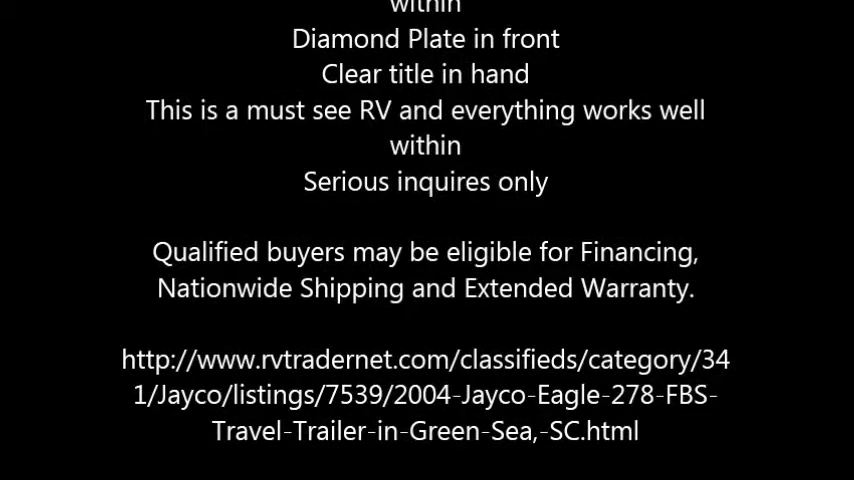 within
Diamond Plate in front
Clear title in hand
This is a must see RV and everything works well
within
Serious inquires only
Qualified buyers may be eligible for Financing,
Nationwide Shipping and Extended Warranty.
http://www.rvtradernet.com/classifieds/category/34
1/Jayco/listings/7539/2004-Jayco-Eagle-278-FBS-
Travel-Trailer-in-Green-Sea,-SC.html